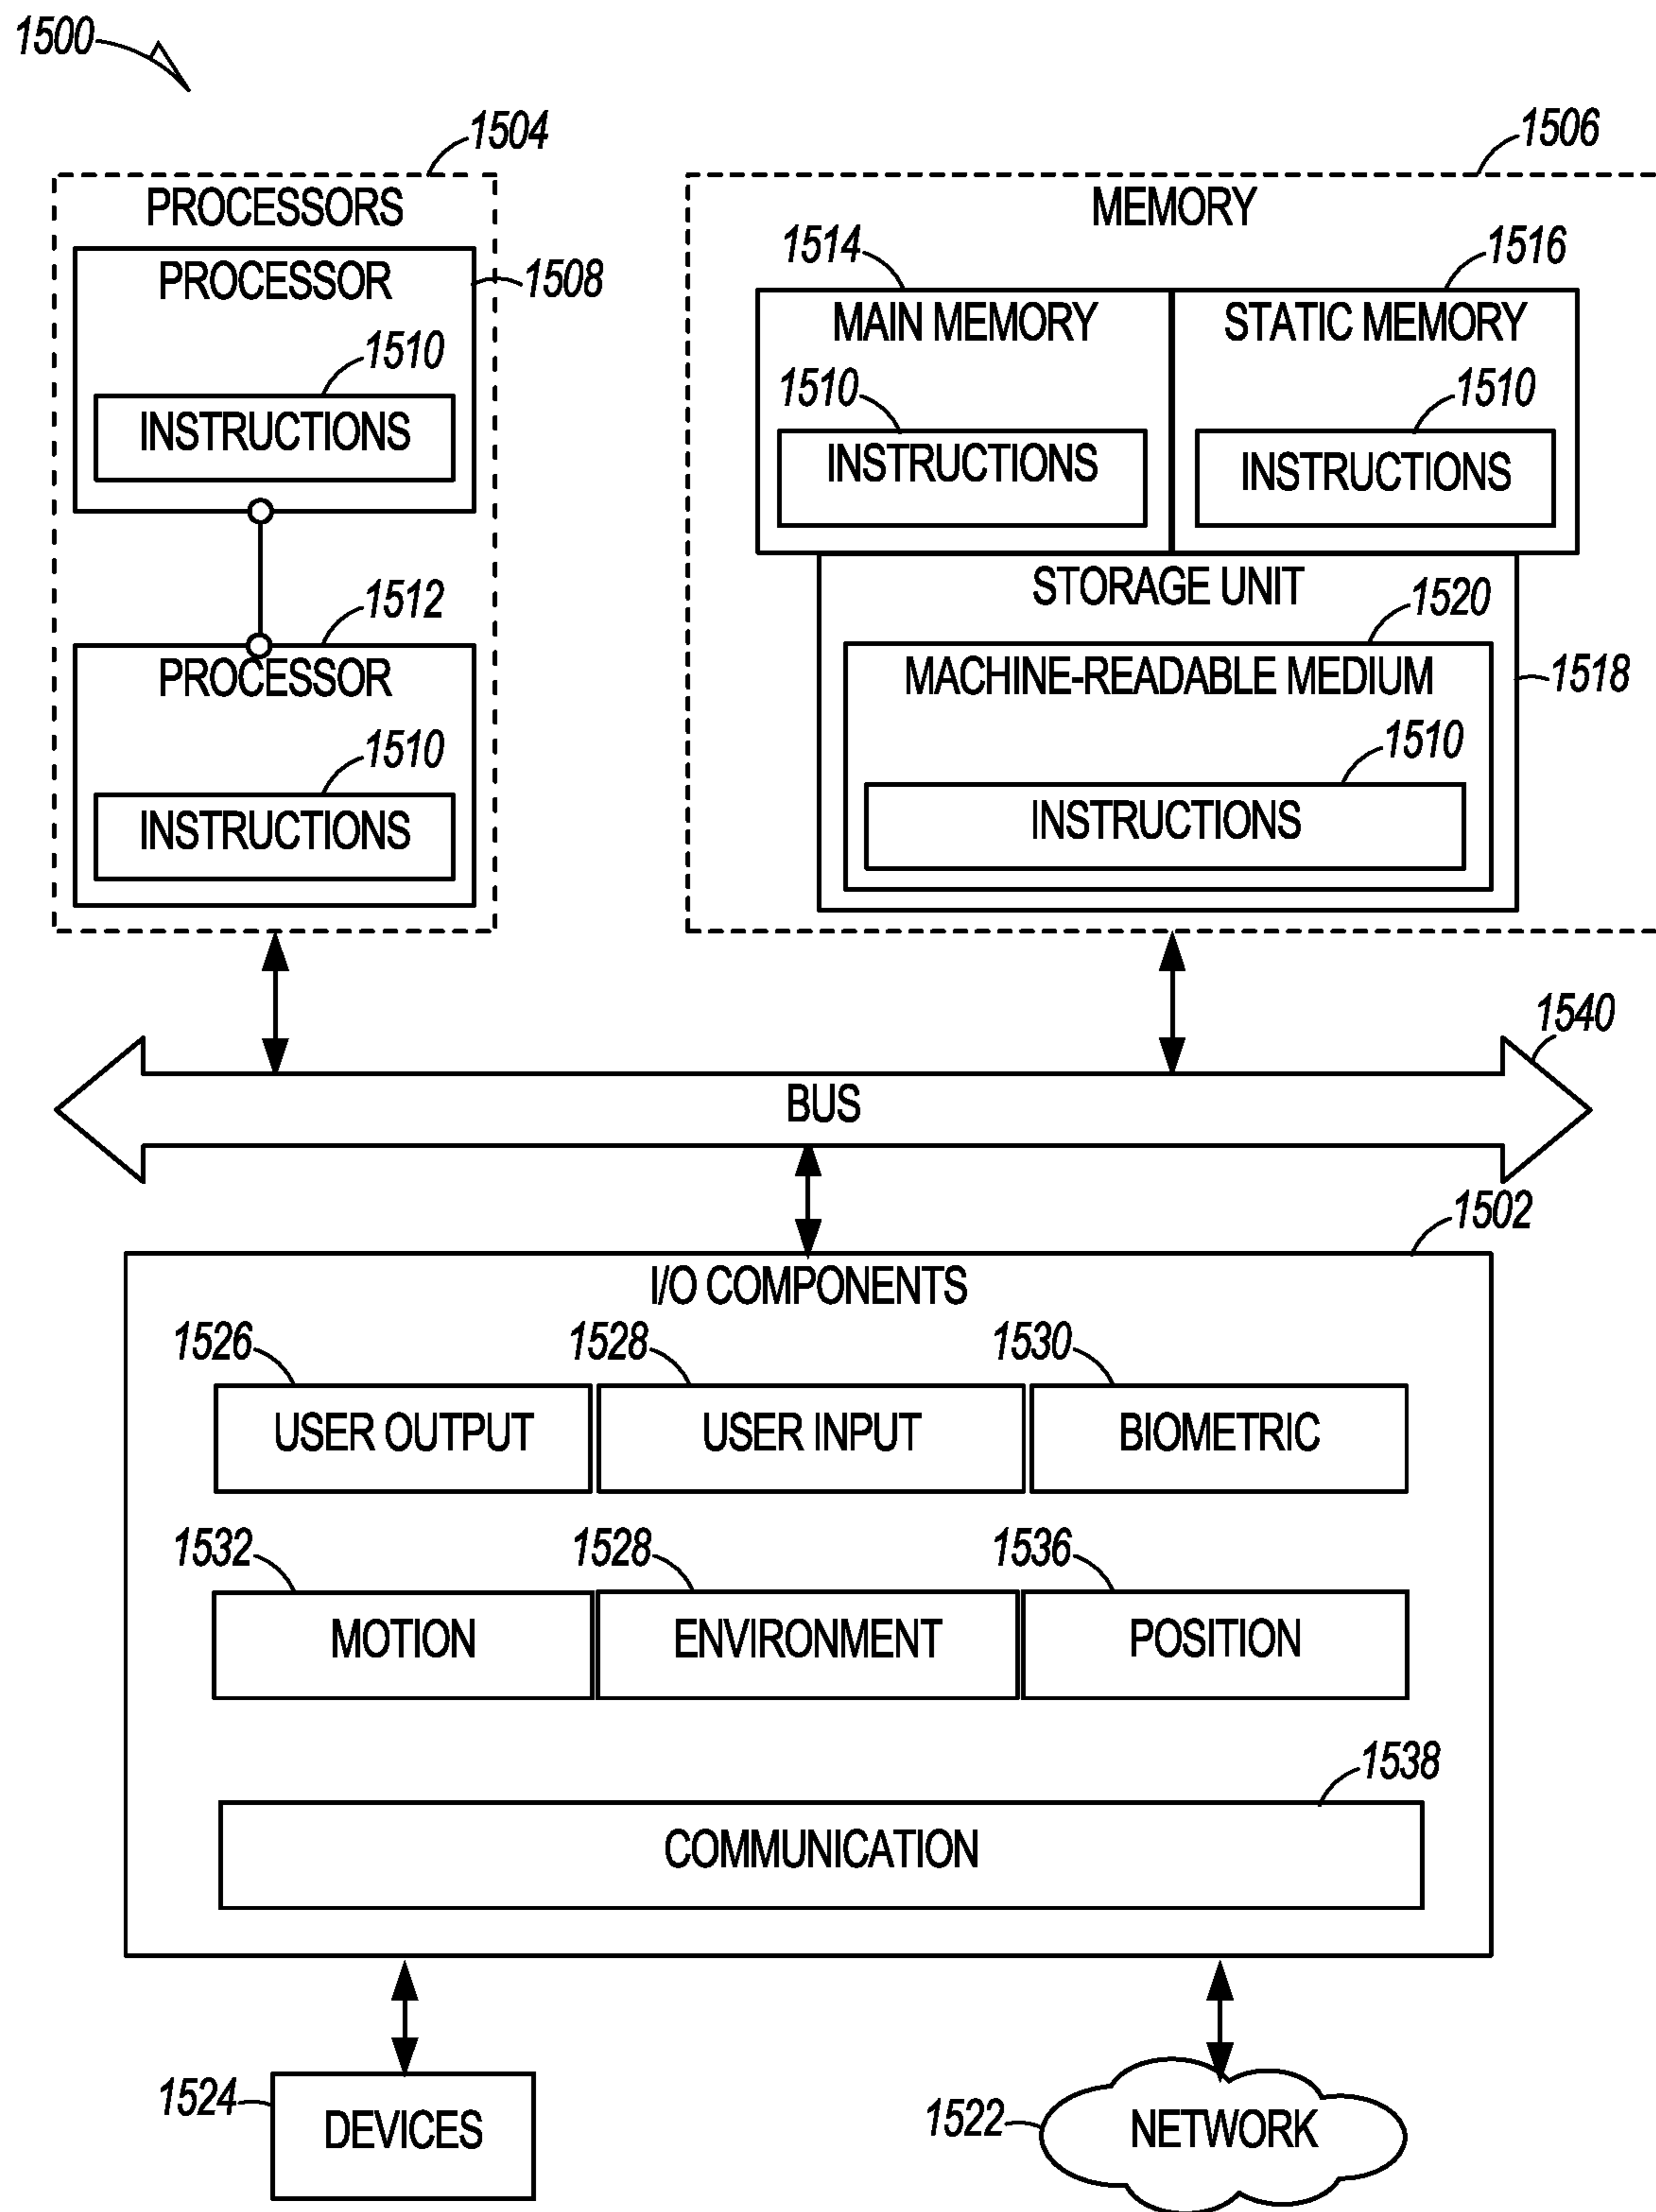 1500
1504
1506
PROCESSORS
MEMORY
1514
1516
PROCESSOR
1508
MAIN MEMORY
STATIC MEMORY
1510
1510
1510
INSTRUCTIONS
INSTRUCTIONS
INSTRUCTIONS
1512
STORAGE UNIT
1520
PROCESSOR
MACHINE-READABLE MEDIUM
1518
1510
1510
INSTRUCTIONS
INSTRUCTIONS
1540
BUS
1502
I/O COMPONENTS
1526
1528
1530
USER OUTPUT
USER INPUT
BIOMETRIC
1532
1528
1536
MOTION
ENVIRONMENT
POSITION
1538
COMMUNICATION
1524
DEVICES
1522
NETWORK